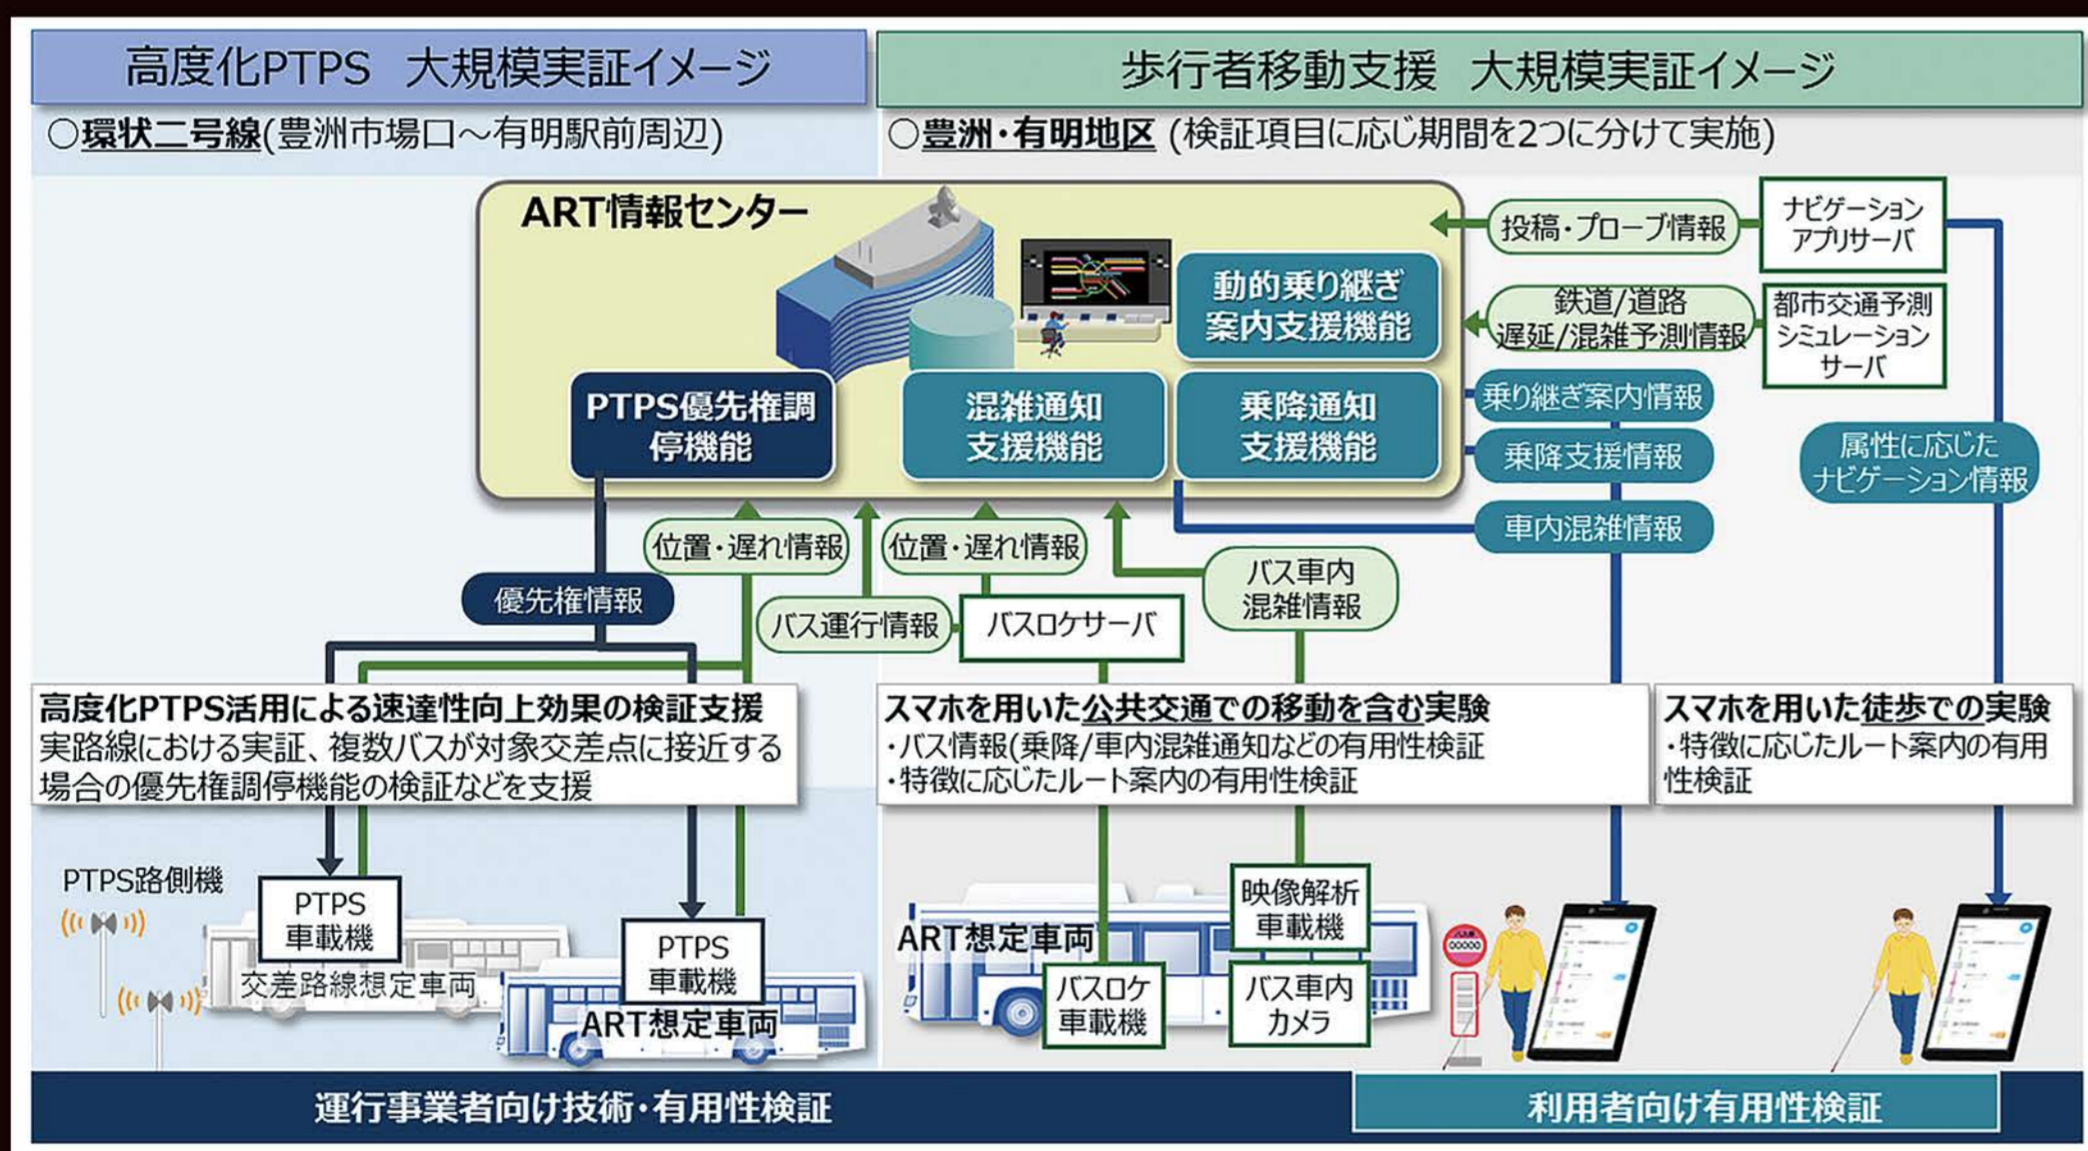 高度化PTPS 大規模実証イメージ
歩行者移動支援 大規模実証イメージ
○環状二号線(豊洲市場口～有明駅前周辺)
○豊洲・有明地区 (検証項目に応じ期間を2つに分けて実施)
ART情報センター
動的乗り継ぎ
案内支援機能
PTPS優先権調
停機能
混雑通知
支援機能
乗降通知
支援機能
投稿・プローブ情報
ナビゲーション
アプリサーバ
鉄道/道路
遅延/混雑予測情報
都市交通予測
シミュレーション
サーバ
乗り継ぎ案内情報
乗降支援情報
車内混雑情報
属性に応じた
ナビゲーション情報
位置・遅れ情報
位置・遅れ情報
優先権情報
バス運行情報
バスロケサーバ
バス車内
混雑情報
高度化PTPS活用による速達性向上効果の検証支援
実路線における実証、複数バスが対象交差点に接近する
場合の優先権調停機能の検証などを支援
スマホを用いた公共交通での移動を含む実験
・バス情報(乗降/車内混雑通知などの有用性検証
・特徴に応じたルート案内の有用性検証
スマホを用いた徒歩での実験
・特徴に応じたルート案内の有用
性検証
PTPS路側機
PTPS
車載機
交差路線想定車両
PTPS
車載機
ART想定車両
ART想定車両
バスロケ
車載機
映像解析
車載機
バス車内
カメラ
バス停
00000
運行事業者向け技術・有用性検証
利用者向け有用性検証